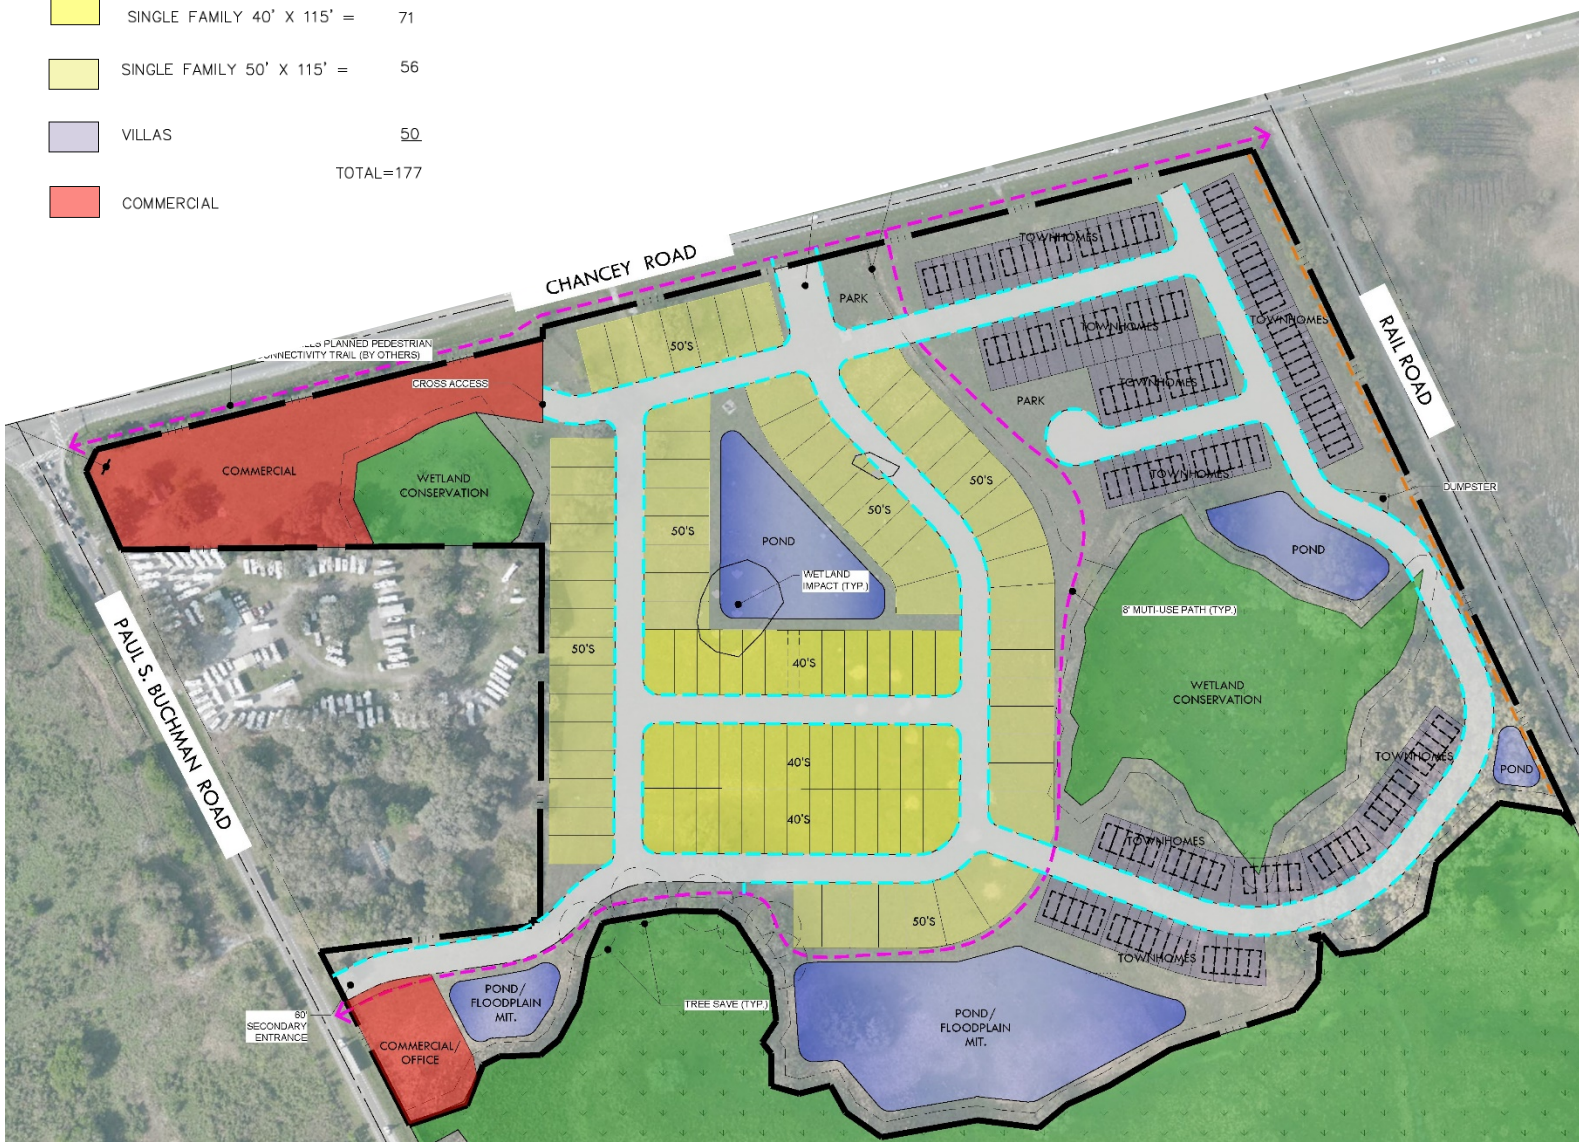 SINGLE FAMILY 40' X 115' = 71
SINGLE FAMILY 50' X 115' = 56
VILLAS 50
TOTAL=177
COMMERCIAL
CHANCEY ROAD
PLANNED PEDESTRIAN
CONNECTIVITY TRAIL (BY OTHERS)
CROSS ACCESS
COMMERCIAL
WETLAND
CONSERVATION
PAUL S. BUCHMAN ROAD
RAIL ROAD
PARK
PARK
TOWNHOMES
TOWNHOMES
TOWNHOMES
TOWNHOMES
TOWNHOMES
DUMPSTER
50'S
50'S
50'S
50'S
50'S
POND
WETLAND
IMPACT (TYP.)
40'S
40'S
40'S
POND
8' MUTI-USE PATH (TYP.)
WETLAND
CONSERVATION
TOWNHOMES
POND
TOWNHOMES
50'S
TOWNHOMES
TREE SAVE (TYP.)
POND/
FLOODPLAIN
MIT.
POND/
FLOODPLAIN
MIT.
60'
SECONDARY
ENTRANCE
COMMERCIAL/
OFFICE